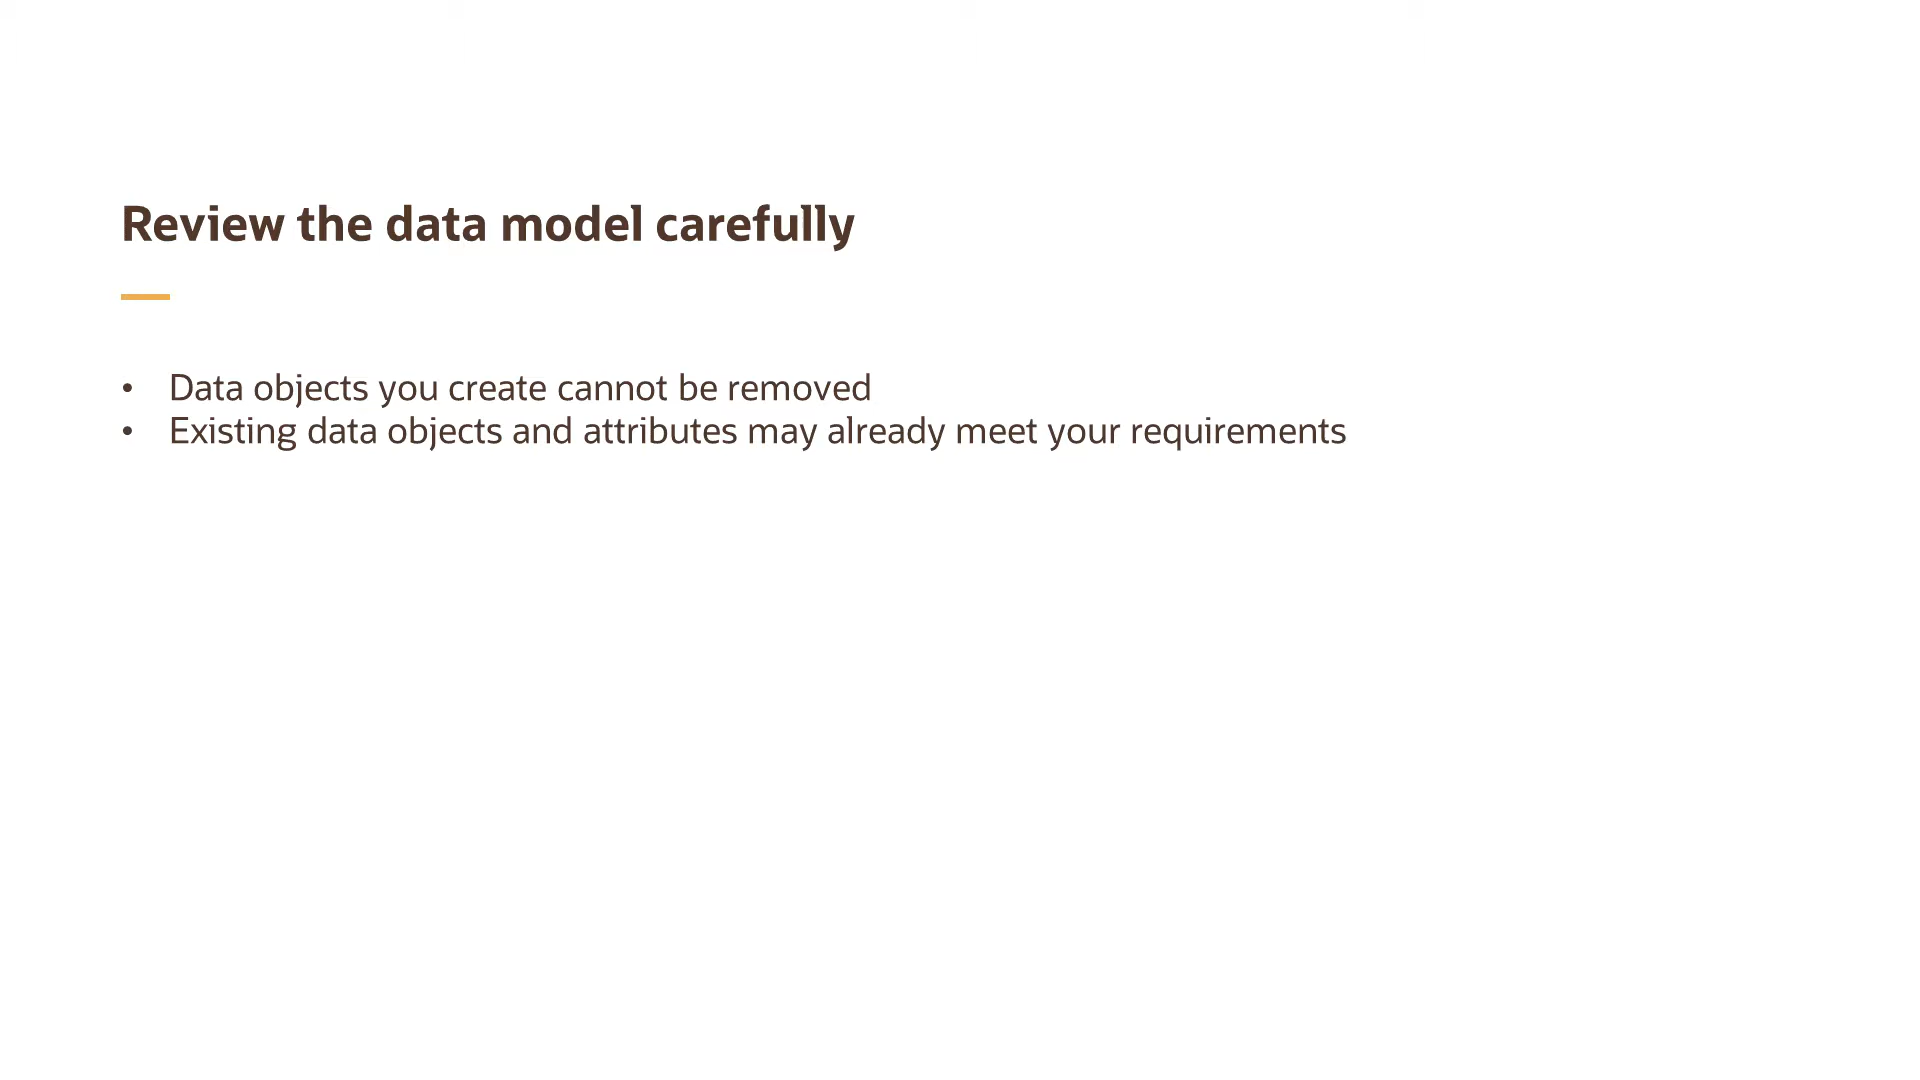 Review the data model carefully
• Data objects you create cannot be removed
• Existing data objects and attributes may already meet your requirements